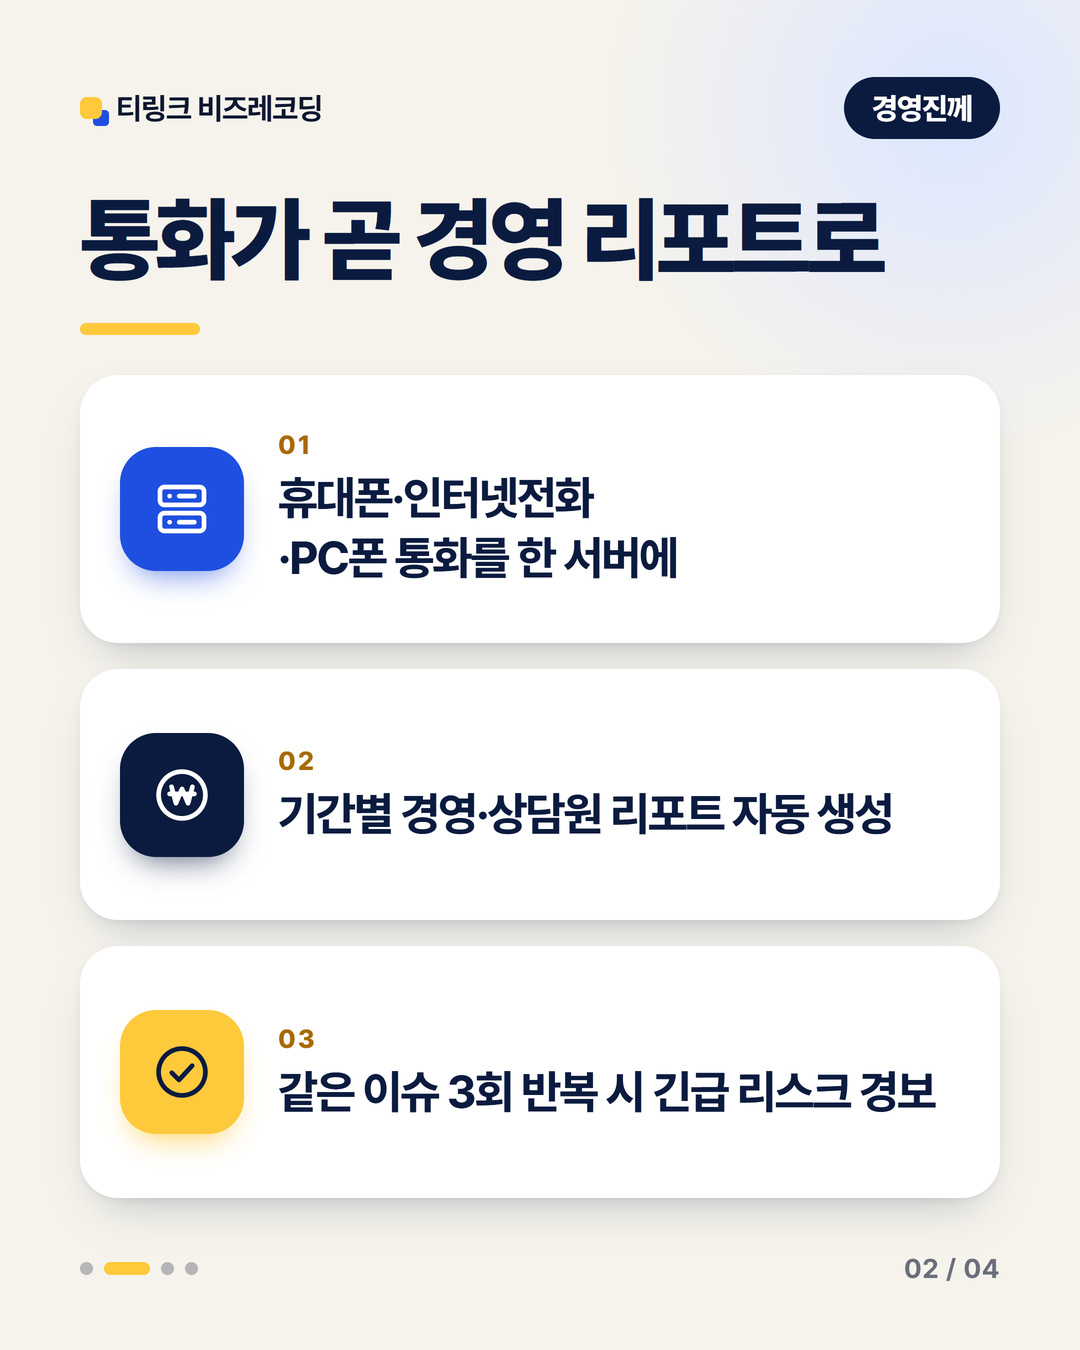 티링크 비즈레코딩
경영진께
통화가 곧 경영 리포트로
01
휴대폰·인터넷전화
·PC폰 통화를 한 서버에
02
기간별 경영·상담원 리포트 자동 생성
03
같은 이슈 3회 반복 시 긴급 리스크 경보
02 / 04